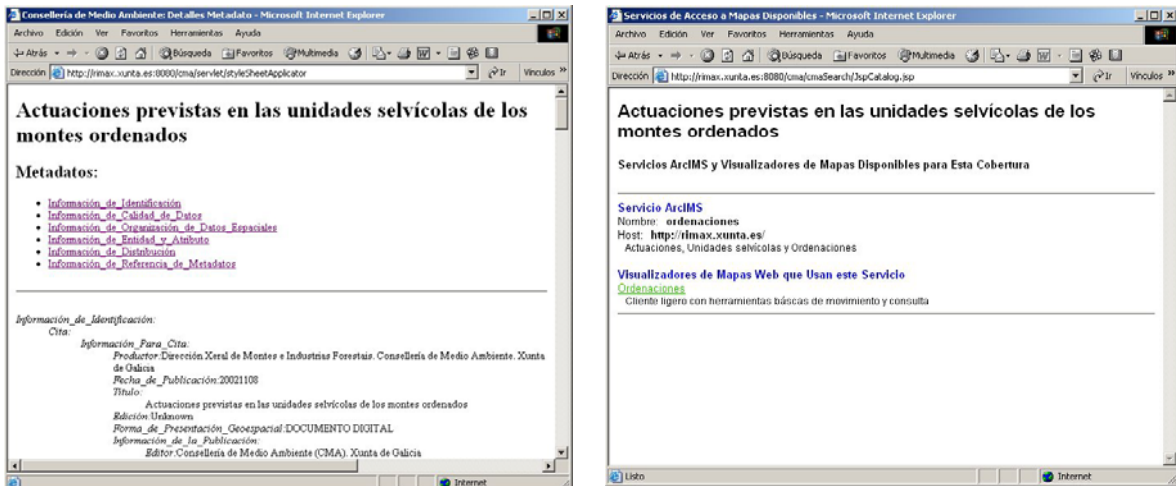 Consellería de Medio Ambiente: Detalles Metadato - Microsoft Internet Explorer
Archivo Edición Ver Favoritos Herramientas Ayuda
Atrás Búsqueda Favoritos Multimedia
Dirección http://rimax.xunta.es:8080/cma/servlet/styleSheetApplicator Ir Vínculos »
Actuaciones previstas en las unidades selvícolas de los
montes ordenados
Metadatos:
Información_de_Identificación
Información_de_Calidad_de_Datos
Información_de_Organización_de_Datos_Espaciales
Información_de_Entidad_y_Atributo
Información_de_Distribución
Información_de_Referencia_de_Metadatos
Información_de_Identificación:
Cita:
Información_Para_Cita:
Productor:Dirección Xeral de Montes e Industrias Forestais. Consellería de Medio Ambiente. Xunta
de Galicia
Fecha_de_Publicación:20021108
Título:
Actuaciones previstas en las unidades selvícolas de los montes ordenados
Edición:Unknown
Forma_de_Presentación_Geoespacial:DOCUMENTO DIGITAL
Información_de_la_Publicación:
Editor:Consellería de Medio Ambiente (CMA). Xunta de Galicia
Internet
Servicios de Acceso a Mapas Disponibles - Microsoft Internet Explorer
Archivo Edición Ver Favoritos Herramientas Ayuda
Atrás Búsqueda Favoritos Multimedia
Dirección http://rimax.xunta.es:8080/cma/cmaSearch/JspCatalog.jsp Ir Vínculos »
Actuaciones previstas en las unidades selvícolas de los
montes ordenados
Servicios ArcIMS y Visualizadores de Mapas Disponibles para Esta Cobertura
Servicio ArcIMS
Nombre: ordenaciones
Host: http://rimax.xunta.es/
Actuaciones, Unidades selvícolas y Ordenaciones
Visualizadores de Mapas Web que Usan este Servicio
Ordenaciones
Cliente ligero con herramientas báscas de movimiento y consulta
Listo Internet